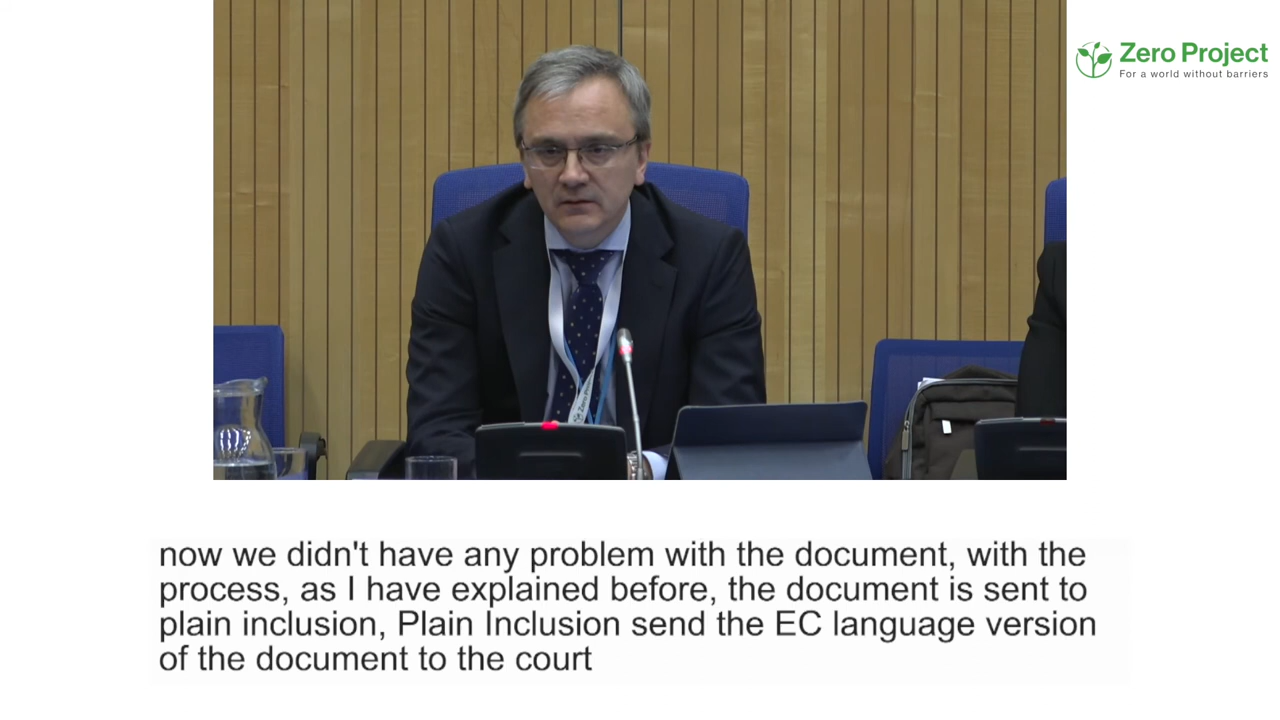 Zero Project
For a world without barriers
Zero Pro
now we didn't have any problem with the document, with the
process, as I have explained before, the document is sent to
plain inclusion, Plain Inclusion send the EC language version
of the document to the court